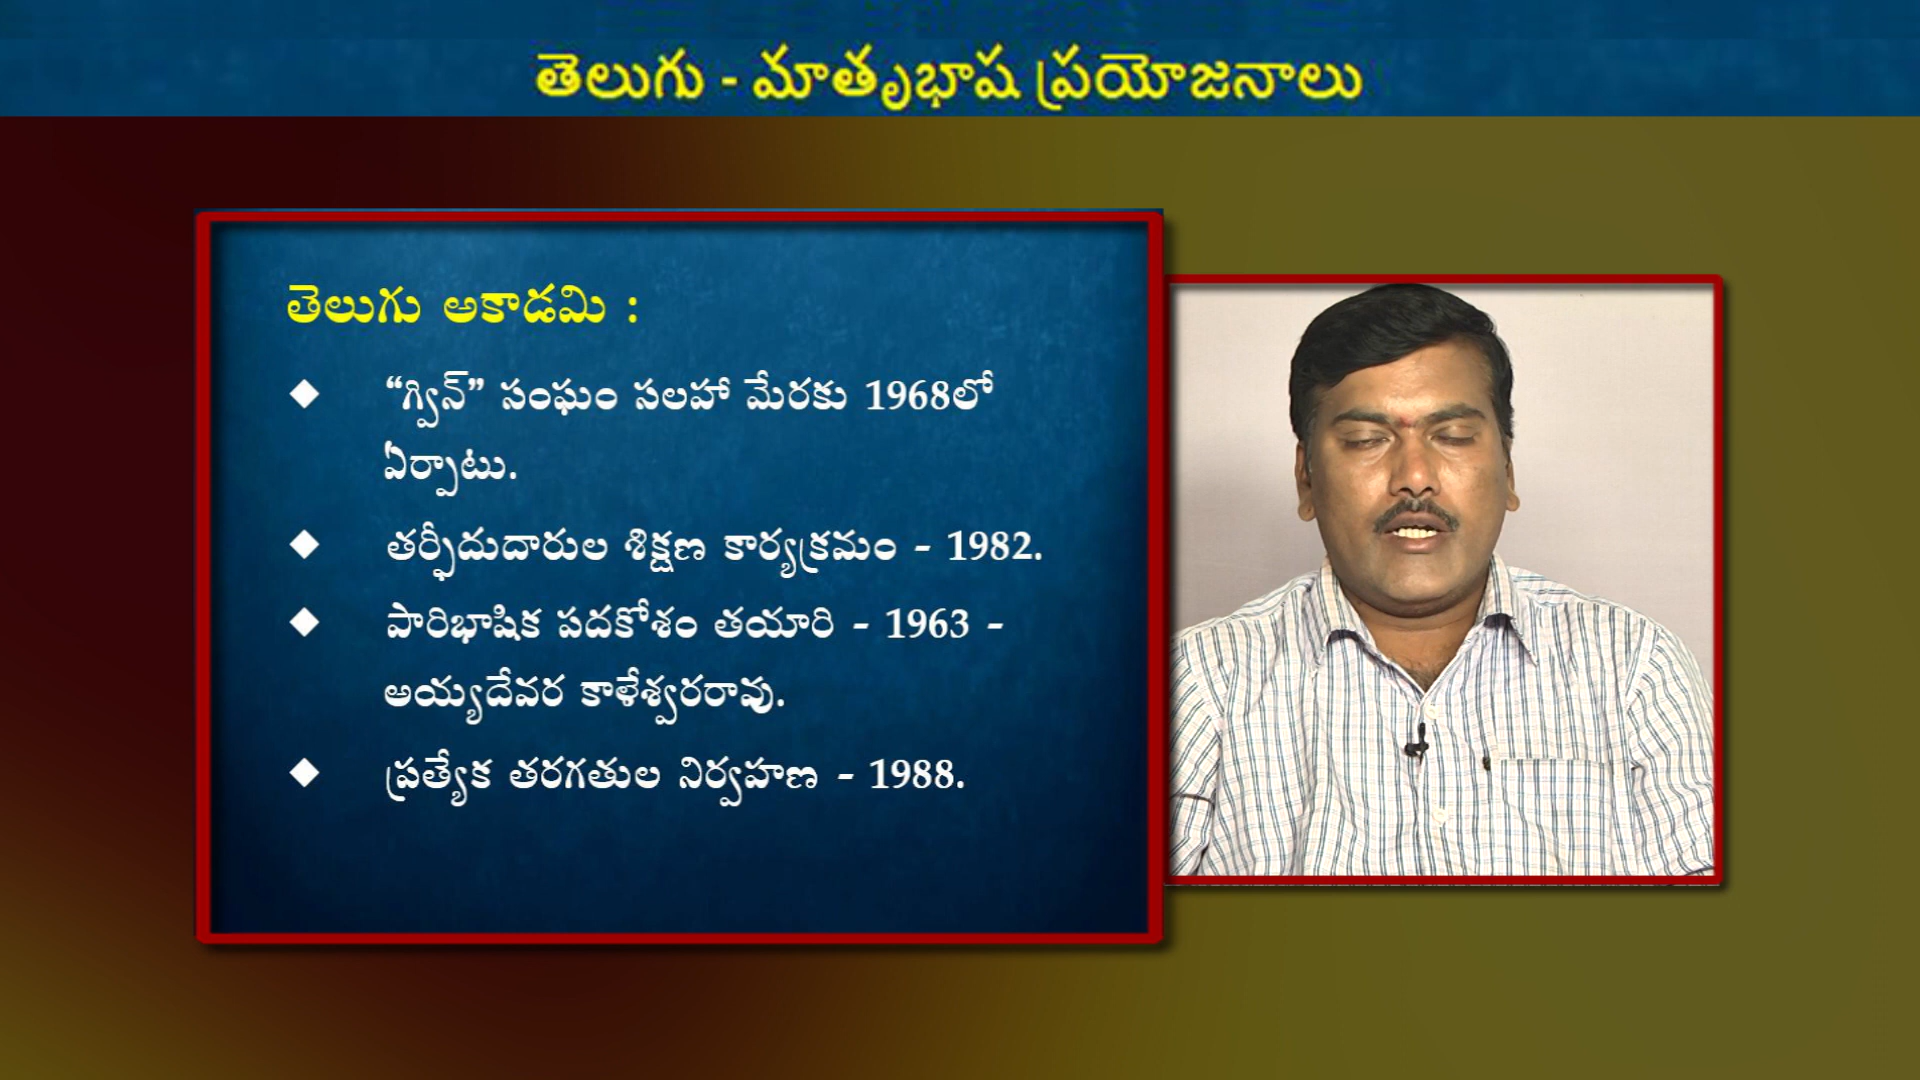 తెలుగు - మాతృభాష ప్రయోజనాలు
తెలుగు అకాడమి :
◆ “గ్విన్” సంఘం సలహా మేరకు 1968లో
ఏర్పాటు.
◆ తర్ఫీదుదారుల శిక్షణ కార్యక్రమం - 1982.
◆ పారిభాషిక పదకోశం తయారి - 1963 -
అయ్యదేవర కాళేశ్వరరావు.
◆ ప్రత్యేక తరగతుల నిర్వహణ - 1988.